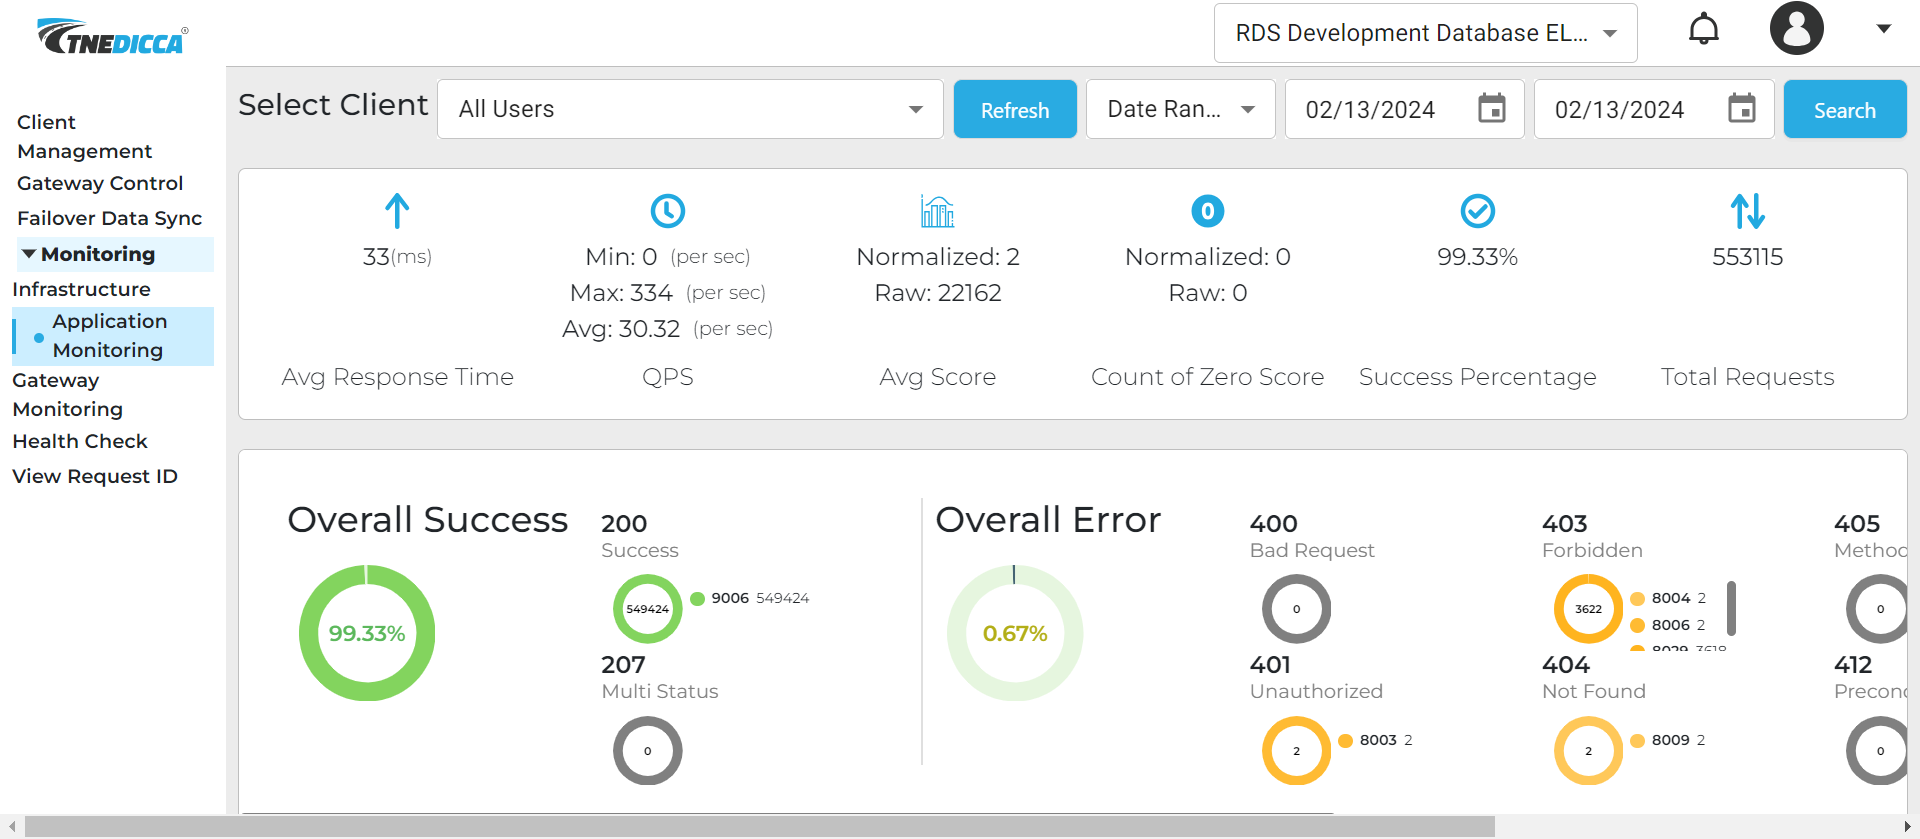 TNEDICCA®
RDS Development Database EL...
Client
Management
Gateway Control
Failover Data Sync
Monitoring
Infrastructure
Application
Monitoring
Gateway
Monitoring
Health Check
View Request ID
Select Client
All Users
Refresh
Date Ran...
02/13/2024
02/13/2024
Search
33(ms)
Avg Response Time
Min: 0 (per sec)
Max: 334 (per sec)
Avg: 30.32 (per sec)
QPS
Normalized: 2
Raw: 22162
Avg Score
0
Normalized: 0
Raw: 0
Count of Zero Score
99.33%
Success Percentage
553115
Total Requests
Overall Success
99.33%
200
Success
549424
9006 549424
207
Multi Status
0
Overall Error
0.67%
400
Bad Request
0
401
Unauthorized
2
8003 2
403
Forbidden
3622
8004 2
8006 2
8029 3618
404
Not Found
2
8009 2
405
Methoc
0
412
Precon
0